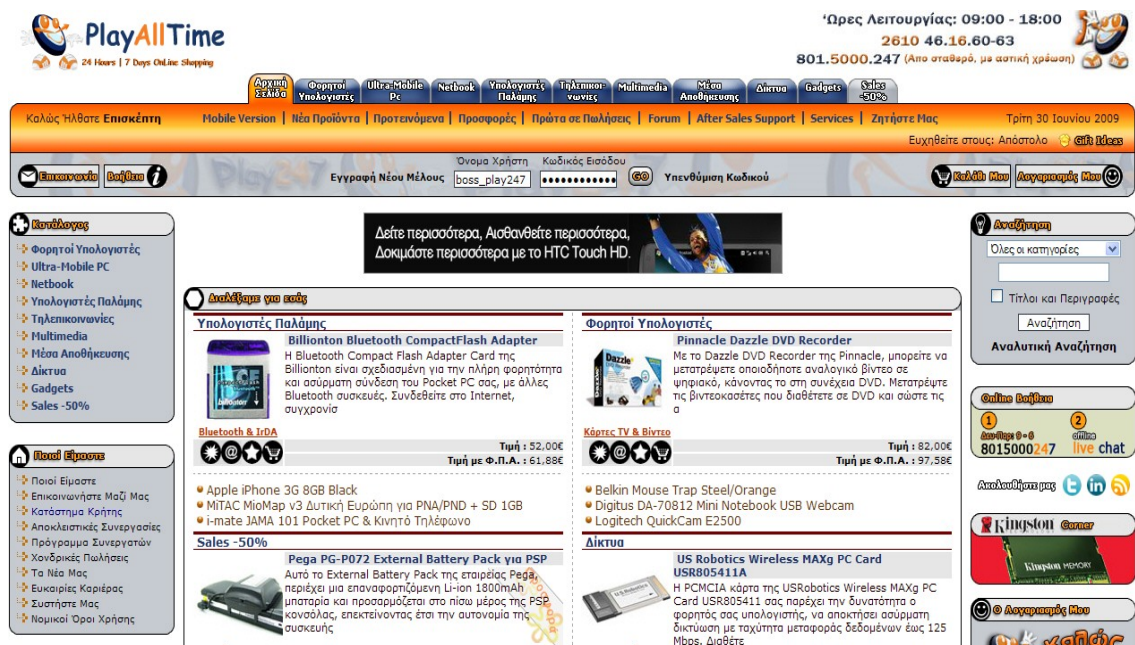 PlayAllTime
24 Hours | 7 Days OnLine Shopping
'Ωρες Λειτουργίας: 09:00 - 18:00
2610 46.16.60-63
801.5000.247 (Απο σταθερό, με αστική χρέωση)
Αρχική Σελίδα
Φορητοί Υπολογιστές
Ultra-Mobile Pc
Netbook
Υπολογιστές Παλάμης
Τηλεπικοι-νωνίες
Multimedia
Μέσα Αποθήκευσης
Δίκτυα
Gadgets
Sales -50%
Καλώς Ήλθατε Επισκέπτη
Mobile Version | Νέα Προϊόντα | Προτεινόμενα | Προσφορές | Πρώτα σε Πωλήσεις | Forum | After Sales Support | Services | Ζητήστε Μας
Τρίτη 30 Ιουνίου 2009
Ευχηθείτε στους: Απόστολο
Gift Ideas
Επικοινωνία
Βοήθεια
Play 24/7
Όνομα Χρήστη
Κωδικός Εισόδου
Εγγραφή Νέου Μέλους
boss_play247
GO
Υπενθύμιση Κωδικού
Καλάθι Μου
Λογαριασμός Μου
Κατάλογος
Φορητοί Υπολογιστές
Ultra-Mobile PC
Netbook
Υπολογιστές Παλάμης
Τηλεπικοινωνίες
Multimedia
Μέσα Αποθήκευσης
Δίκτυα
Gadgets
Sales -50%
Ποιοί Είμαστε
Ποιοί Είμαστε
Επικοινωνήστε Μαζί Μας
Κατάστημα Κρήτης
Αποκλειστικές Συνεργασίες
Πρόγραμμα Συνεργατών
Χονδρικές Πωλήσεις
Τα Νέα Μας
Ευκαιρίες Καριέρας
Συστήστε Μας
Νομικοί Όροι Χρήσης
Δείτε περισσότερα, Αισθανθείτε περισσότερα,
Δοκιμάστε περισσότερα με το HTC Touch HD.
Διαλέξαμε για εσάς
Υπολογιστές Παλάμης
Billionton Bluetooth CompactFlash Adapter
Η Bluetooth Compact Flash Adapter Card της
Billionton είναι σχεδιασμένη για την πλήρη φορητότητα
και ασύρματη σύνδεση του Pocket PC σας, με άλλες
Bluetooth συσκευές. Συνδεθείτε στο Internet,
συγχρονίσ
Bluetooth & IrDA
Τιμή : 52,00€
Τιμή με Φ.Π.Α. : 61,88€
Apple iPhone 3G 8GB Black
MiTAC MioMap v3 Δυτική Ευρώπη για PNA/PND + SD 1GB
i-mate JAMA 101 Pocket PC & Κινητό Τηλέφωνο
Φορητοί Υπολογιστές
Pinnacle Dazzle DVD Recorder
Με το Dazzle DVD Recorder της Pinnacle, μπορείτε να
μετατρέψετε οποιοδήποτε αναλογικό βίντεο σε
ψηφιακό, κάνοντας το στη συνέχεια DVD. Μετατρέψτε
τις βιντεοκασέτες που διαθέτετε σε DVD και σώστε τις
α
Dazzle
Κάρτες TV & Βίντεο
Τιμή : 82,00€
Τιμή με Φ.Π.Α. : 97,58€
Belkin Mouse Trap Steel/Orange
Digitus DA-70812 Mini Notebook USB Webcam
Logitech QuickCam E2500
Sales -50%
Pega PG-P072 External Battery Pack για PSP
Αυτό το External Battery Pack της εταιρείας Pega,
περιέχει μια επαναφορτιζόμενη Li-ion 1800mAh
μπαταρία και προσαρμόζεται στο πίσω μέρος της PSP
κονσόλας, επεκτείνοντας έτσι την αυτονομία της
συσκευής
προσφορά
Δίκτυα
US Robotics Wireless MAXg PC Card
USR805411A
Η PCMCIA κάρτα της USRobotics Wireless MAXg PC
Card USR805411 σας παρέχει την δυνατότητα ο
φορητός σας υπολογιστής, να αποκτήσει ασύρματη
δικτύωση με ταχύτητα μεταφοράς δεδομένων έως 125
Mbps. Διαθέτε
Αναζήτηση
Όλες οι κατηγορίες
Τίτλοι και Περιγραφές
Αναζήτηση
Αναλυτική Αναζήτηση
Online Βοήθεια
1
2
Δευ-Παρ: 9 - 6
offline
8015000247
live chat
Ακολουθήστε μας
Kingston Corner
Kingston MEMORY
Ο Λογαριασμός Μου
καλώς